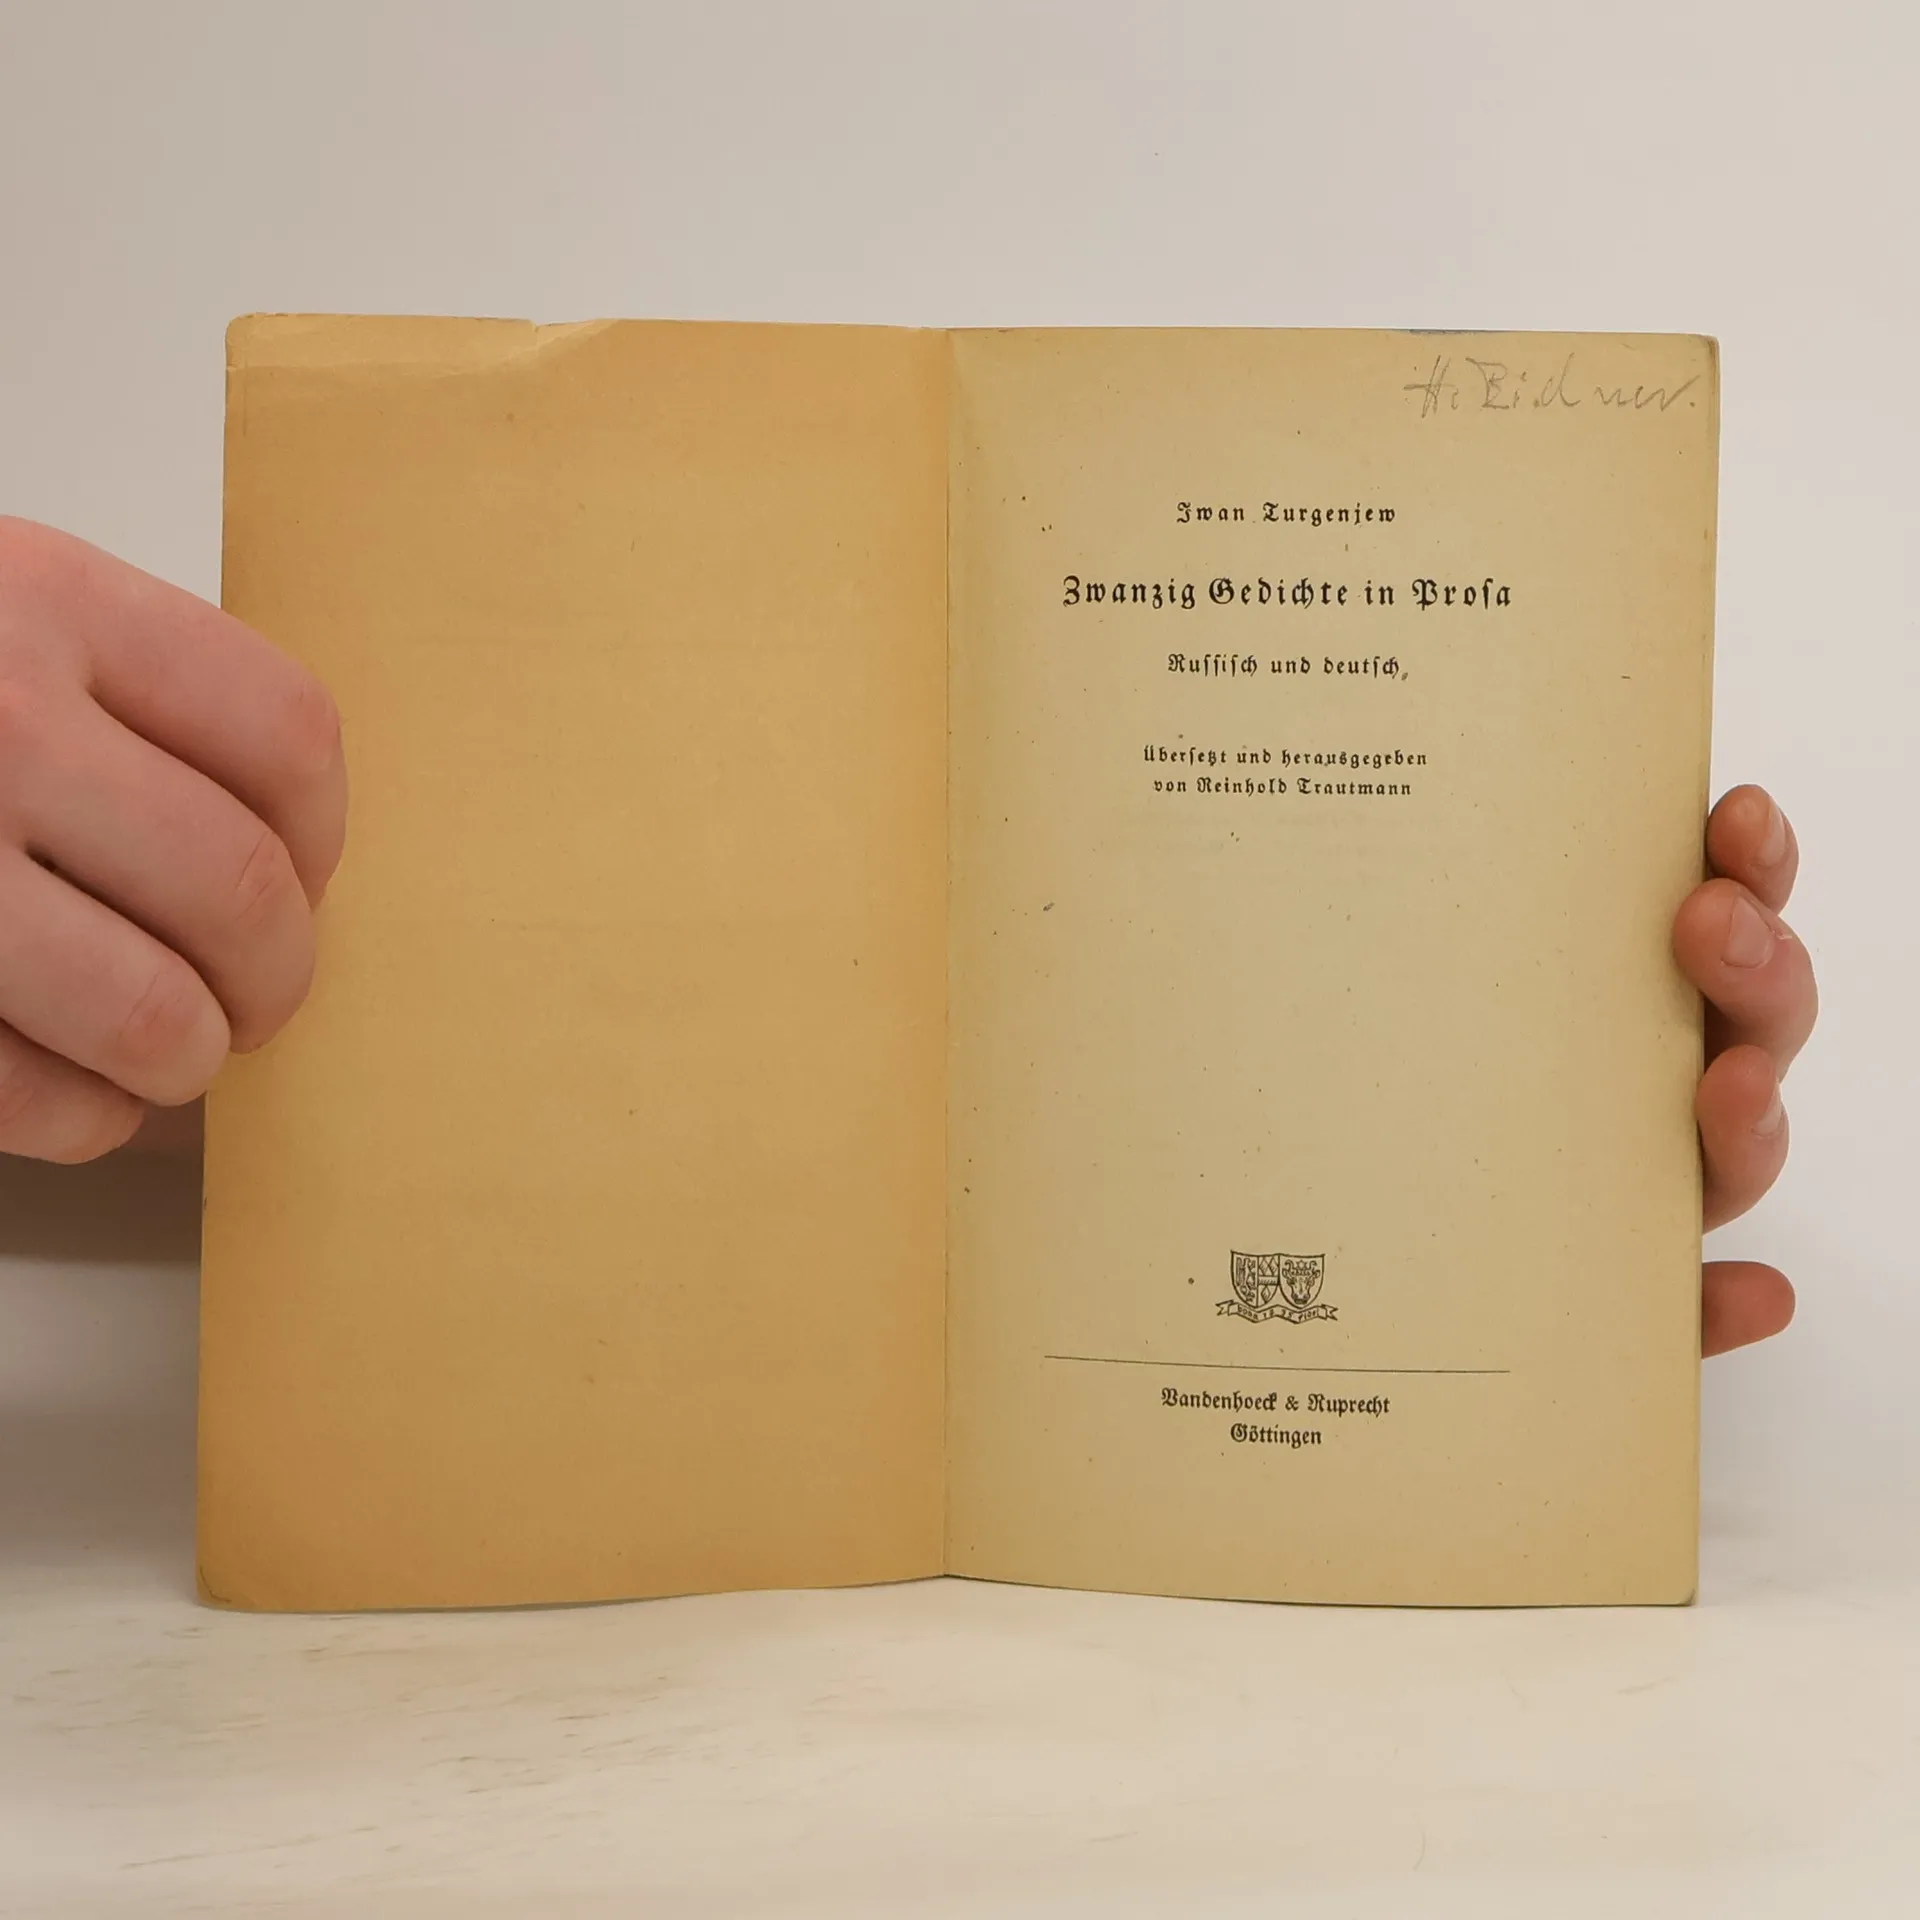 Iwan Turgenjew
Zwanzig Gedichte in Prosa
Russisch und deutsch
Übersetzt und herausgegeben
von Reinhold Trautmann
Vandenhoeck & Ruprecht
Göttingen